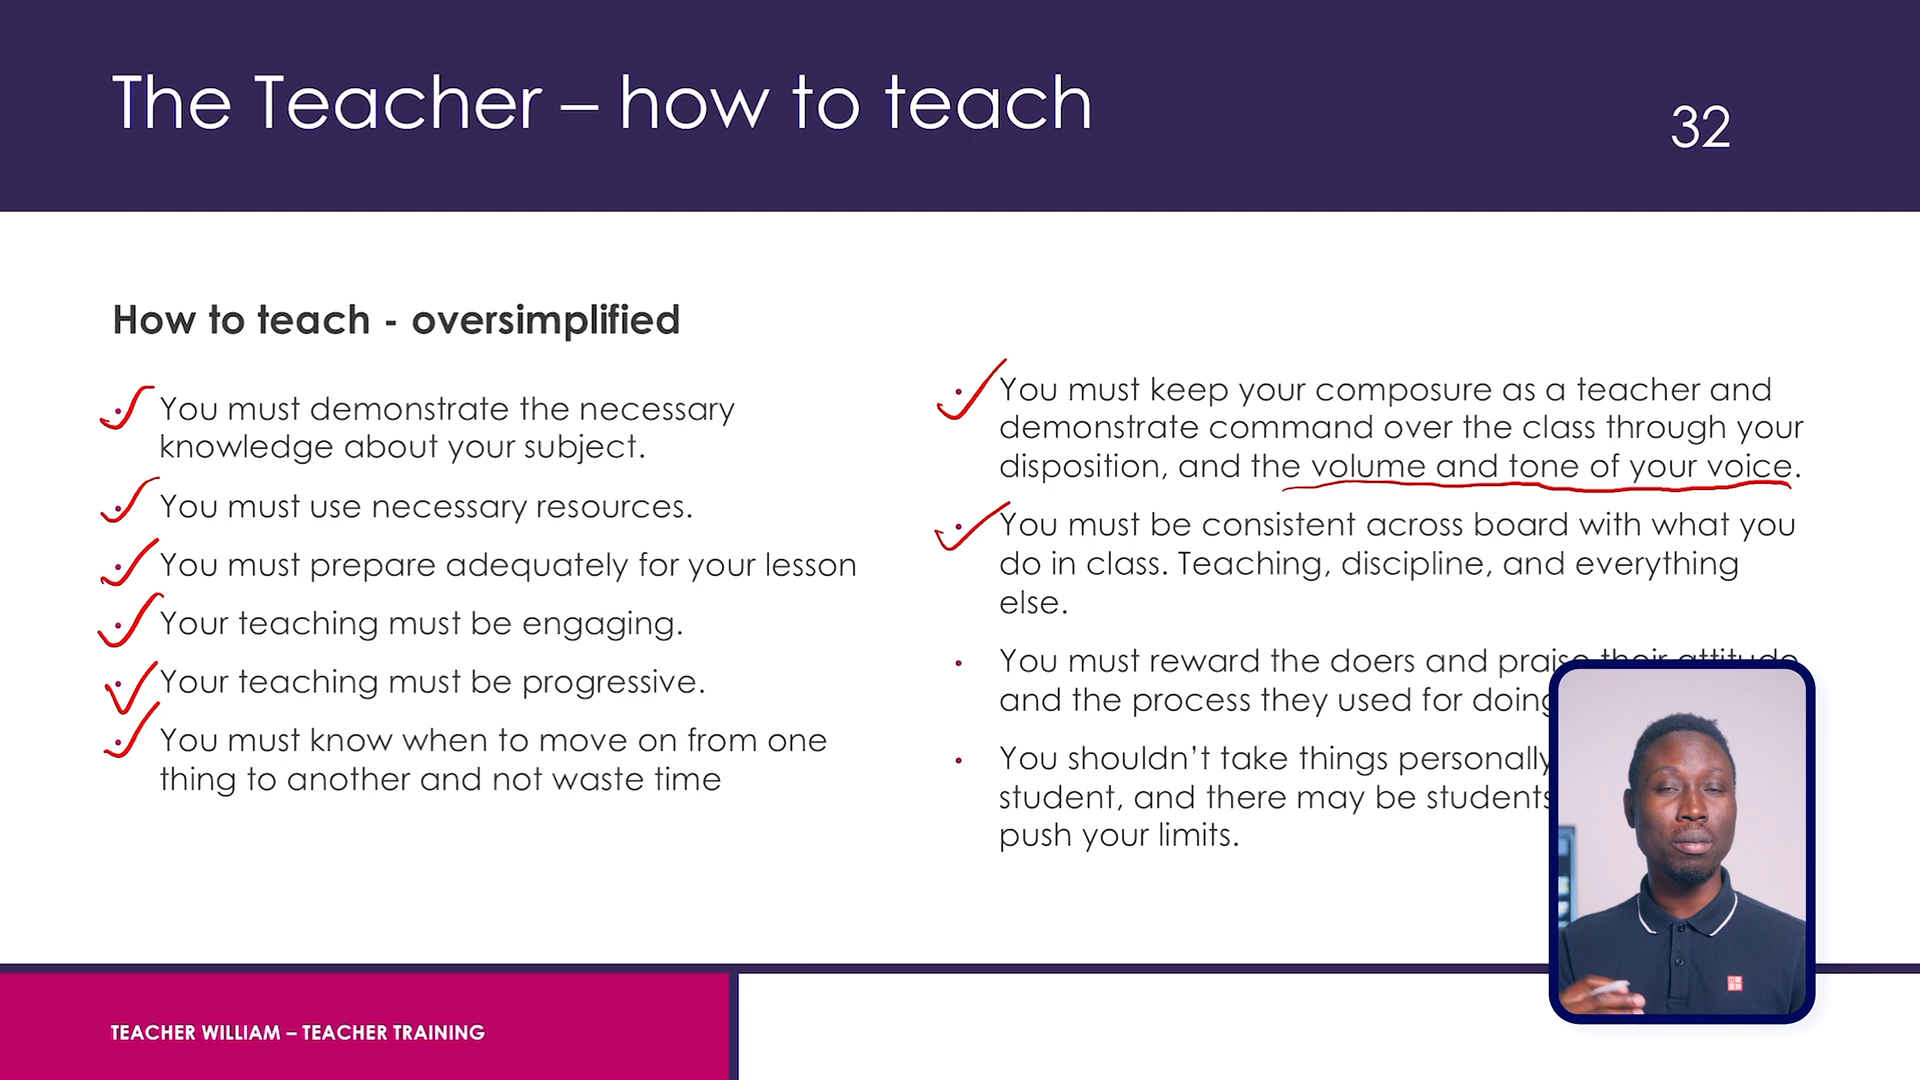 The Teacher – how to teach
32
How to teach - oversimplified
You must demonstrate the necessary
knowledge about your subject.
You must use necessary resources.
You must prepare adequately for your lesson
Your teaching must be engaging.
Your teaching must be progressive.
You must know when to move on from one
thing to another and not waste time
You must keep your composure as a teacher and
demonstrate command over the class through your
disposition, and the volume and tone of your voice.
You must be consistent across board with what you
do in class. Teaching, discipline, and everything
else.
You must reward the doers and praise their attitude
and the process they used for doing
You shouldn’t take things personally
student, and there may be students
push your limits.
TEACHER WILLIAM – TEACHER TRAINING